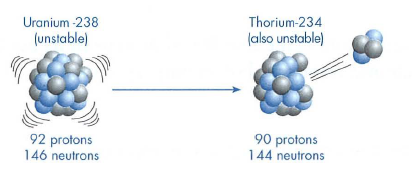 Uranium -238
(unstable)
Thorium-234
(also unstable)
92 protons
146 neutrons
90 protons
144 neutrons